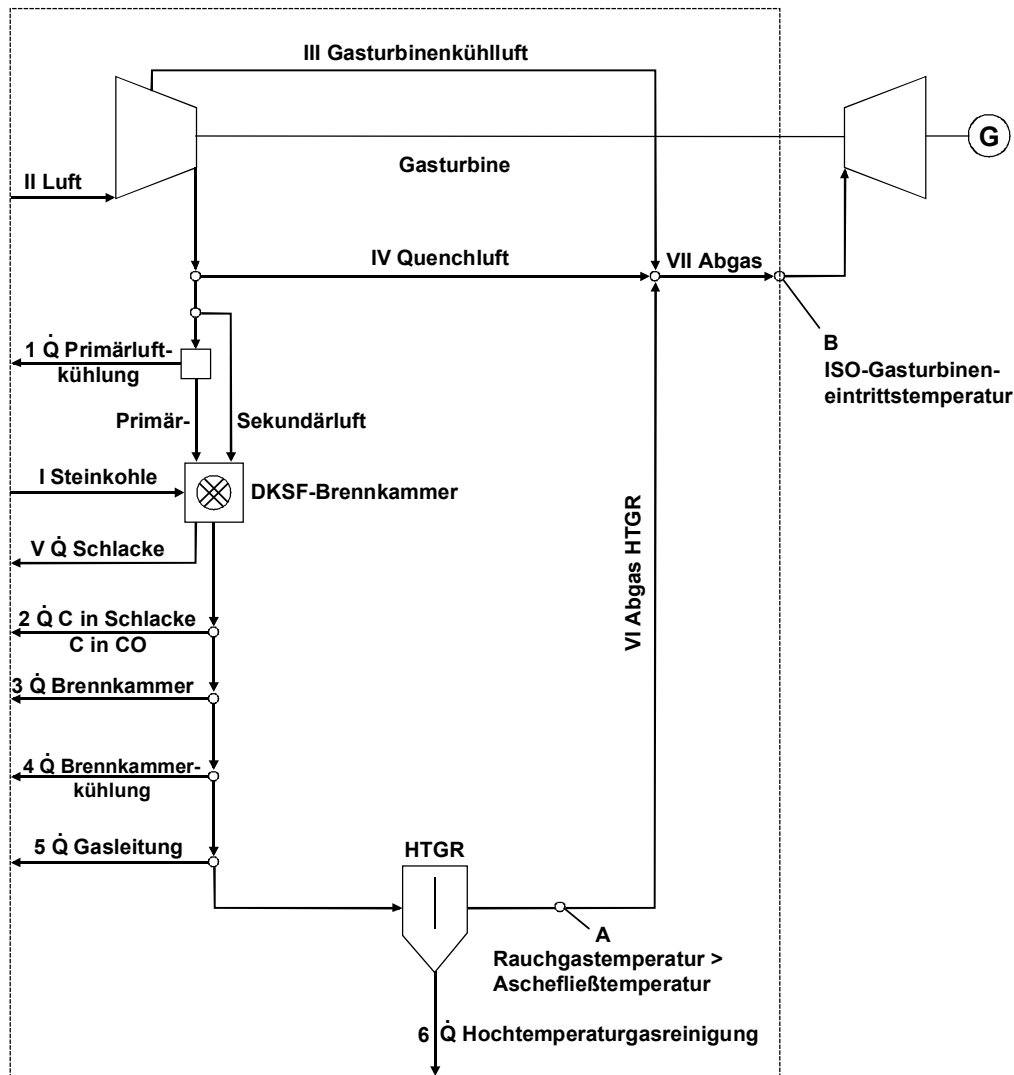 III Gasturbinenkühlluft
G
Gasturbine
II Luft
IV Quenchluft
VII Abgas
1 Q̇ Primärluft-
kühlung
B
ISO-Gasturbinen-
eintrittstemperatur
Primär-
Sekundärluft
I Steinkohle
DKSF-Brennkammer
V Q̇ Schlacke
VI Abgas HTGR
2 Q̇ C in Schlacke
C in CO
3 Q̇ Brennkammer
4 Q̇ Brennkammer-
kühlung
5 Q̇ Gasleitung
HTGR
A
Rauchgastemperatur >
Aschefließtemperatur
6 Q̇ Hochtemperaturgasreinigung